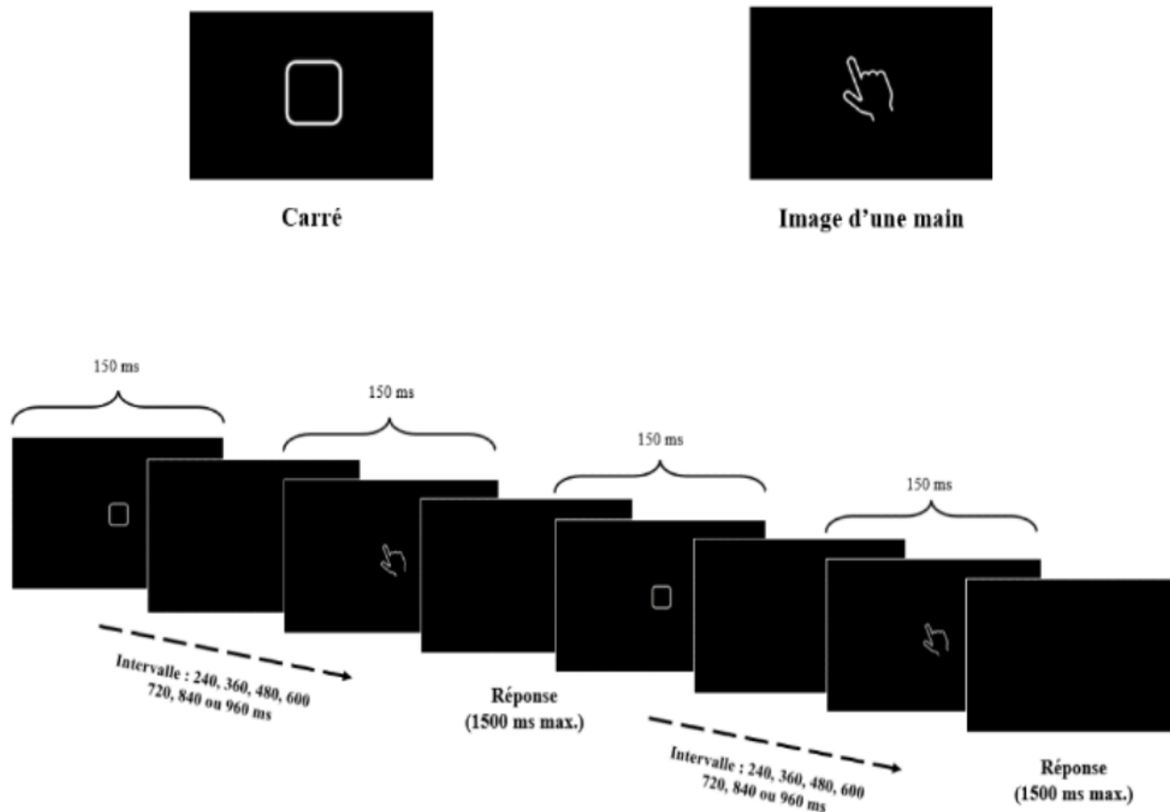 Carré
Image d'une main
150 ms
150 ms
150 ms
150 ms
Intervalle : 240, 360, 480, 600
720, 840 ou 960 ms
Réponse
(1500 ms max.)
Intervalle : 240, 360, 480, 600
720, 840 ou 960 ms
Réponse
(1500 ms max.)